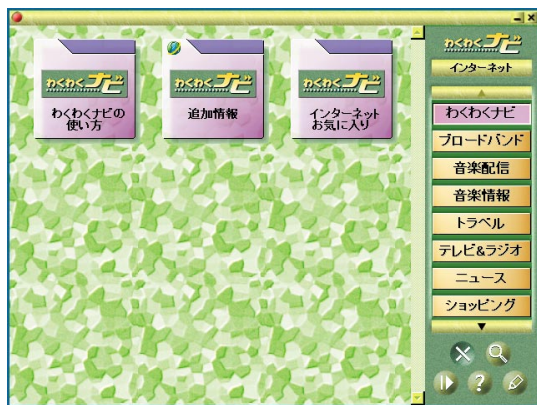 わくわくナビ
わくわくナビの
使い方
わくわくナビ
追加情報
わくわくナビ
インターネット
お気に入り
わくわくナビ
インターネット
わくわくナビ
ブロードバンド
音楽配信
音楽情報
トラベル
テレビ&ラジオ
ニュース
ショッピング
?